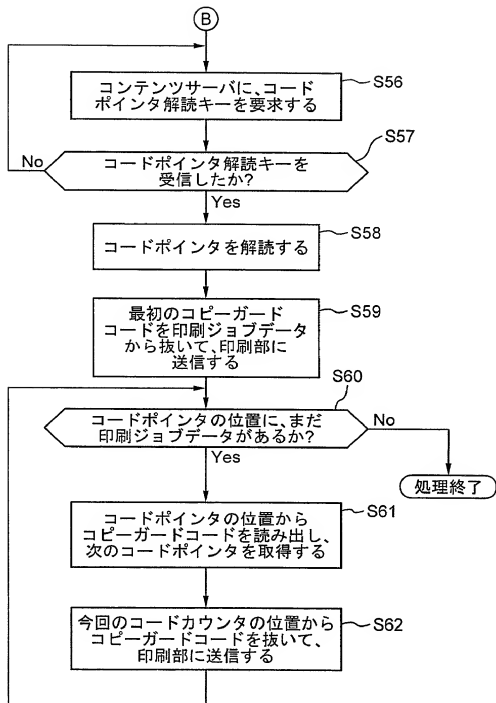 B
コンテンツサーバに、コード
ポインタ解読キーを要求する
S56
S57
コードポインタ解読キーを
受信したか?
No
Yes
コードポインタを解読する
S58
最初のコピーガード
コードを印刷ジョブデータ
から抜いて、印刷部に
送信する
S59
S60
コードポインタの位置に、まだ
印刷ジョブデータがあるか?
No
Yes
処理終了
コードポインタの位置から
コピーガードコードを読み出し、
次のコードポインタを取得する
S61
今回のコードカウンタの位置から
コピーガードコードを抜いて、
印刷部に送信する
S62